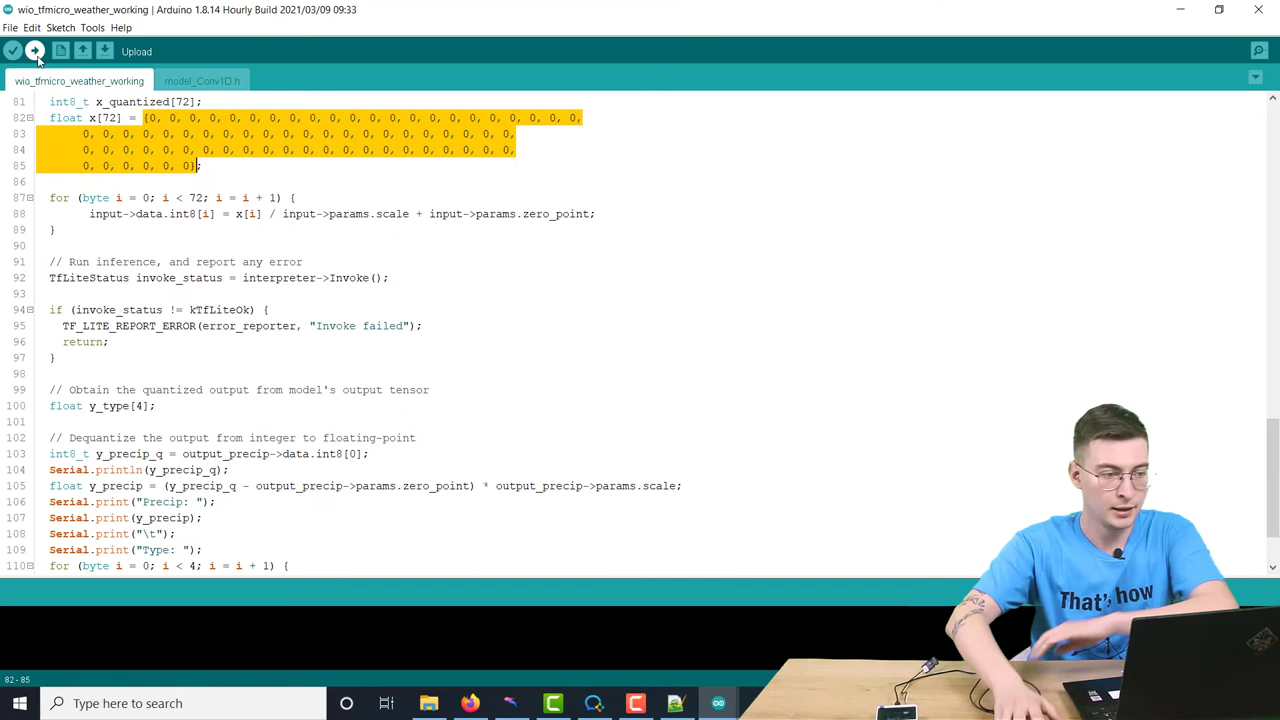 wio_tfmicro_weather_working | Arduino 1.8.14 Hourly Build 2021/03/09 09:33
File Edit Sketch Tools Help
Upload
wio_tfmicro_weather_working model_Conv1D.h
81 int8_t x_quantized[72];
82 float x[72] = {0, 0, 0, 0, 0, 0, 0, 0, 0, 0, 0, 0, 0, 0, 0, 0, 0, 0, 0, 0, 0, 0,
83 0, 0, 0, 0, 0, 0, 0, 0, 0, 0, 0, 0, 0, 0, 0, 0, 0, 0, 0, 0, 0, 0,
84 0, 0, 0, 0, 0, 0, 0, 0, 0, 0, 0, 0, 0, 0, 0, 0, 0, 0, 0, 0, 0, 0,
85 0, 0, 0, 0, 0, 0};
86
87 for (byte i = 0; i < 72; i = i + 1) {
88 input->data.int8[i] = x[i] / input->params.scale + input->params.zero_point;
89 }
90
91 // Run inference, and report any error
92 TfLiteStatus invoke_status = interpreter->Invoke();
93
94 if (invoke_status != kTfLiteOk) {
95 TF_LITE_REPORT_ERROR(error_reporter, "Invoke failed");
96 return;
97 }
98
99 // Obtain the quantized output from model's output tensor
100 float y_type[4];
101
102 // Dequantize the output from integer to floating-point
103 int8_t y_precip_q = output_precip->data.int8[0];
104 Serial.println(y_precip_q);
105 float y_precip = (y_precip_q - output_precip->params.zero_point) * output_precip->params.scale;
106 Serial.print("Precip: ");
107 Serial.print(y_precip);
108 Serial.print("\t");
109 Serial.print("Type: ");
110 for (byte i = 0; i < 4; i = i + 1) {
That's how
82 - 85
Type here to search